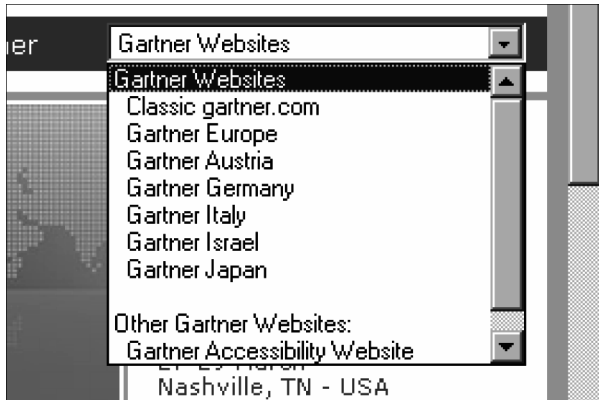 Gartner Websites
Gartner Websites
Classic gartner.com
Gartner Europe
Gartner Austria
Gartner Germany
Gartner Italy
Gartner Israel
Gartner Japan
Other Gartner Websites:
Gartner Accessibility Website
Nashville, TN - USA